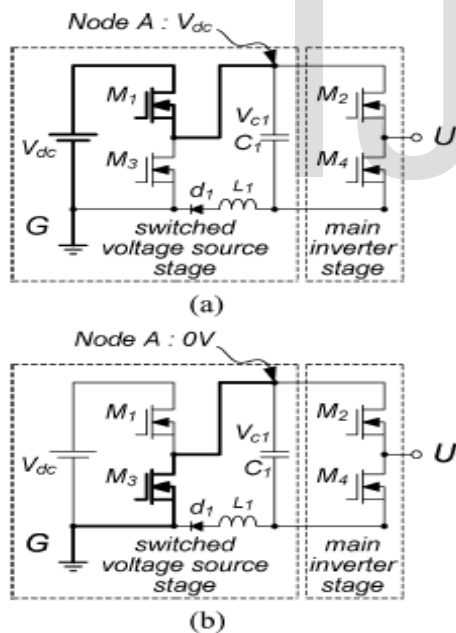 Node A : Vdc
M1
M2
Vc1
C1
U
Vdc
M3
M4
d1
L1
G
switched
voltage source
stage
main
inverter
stage
(a)
Node A : 0V
M1
M2
Vc1
C1
U
Vdc
M3
M4
d1
L1
G
switched
voltage source
stage
main
inverter
stage
(b)